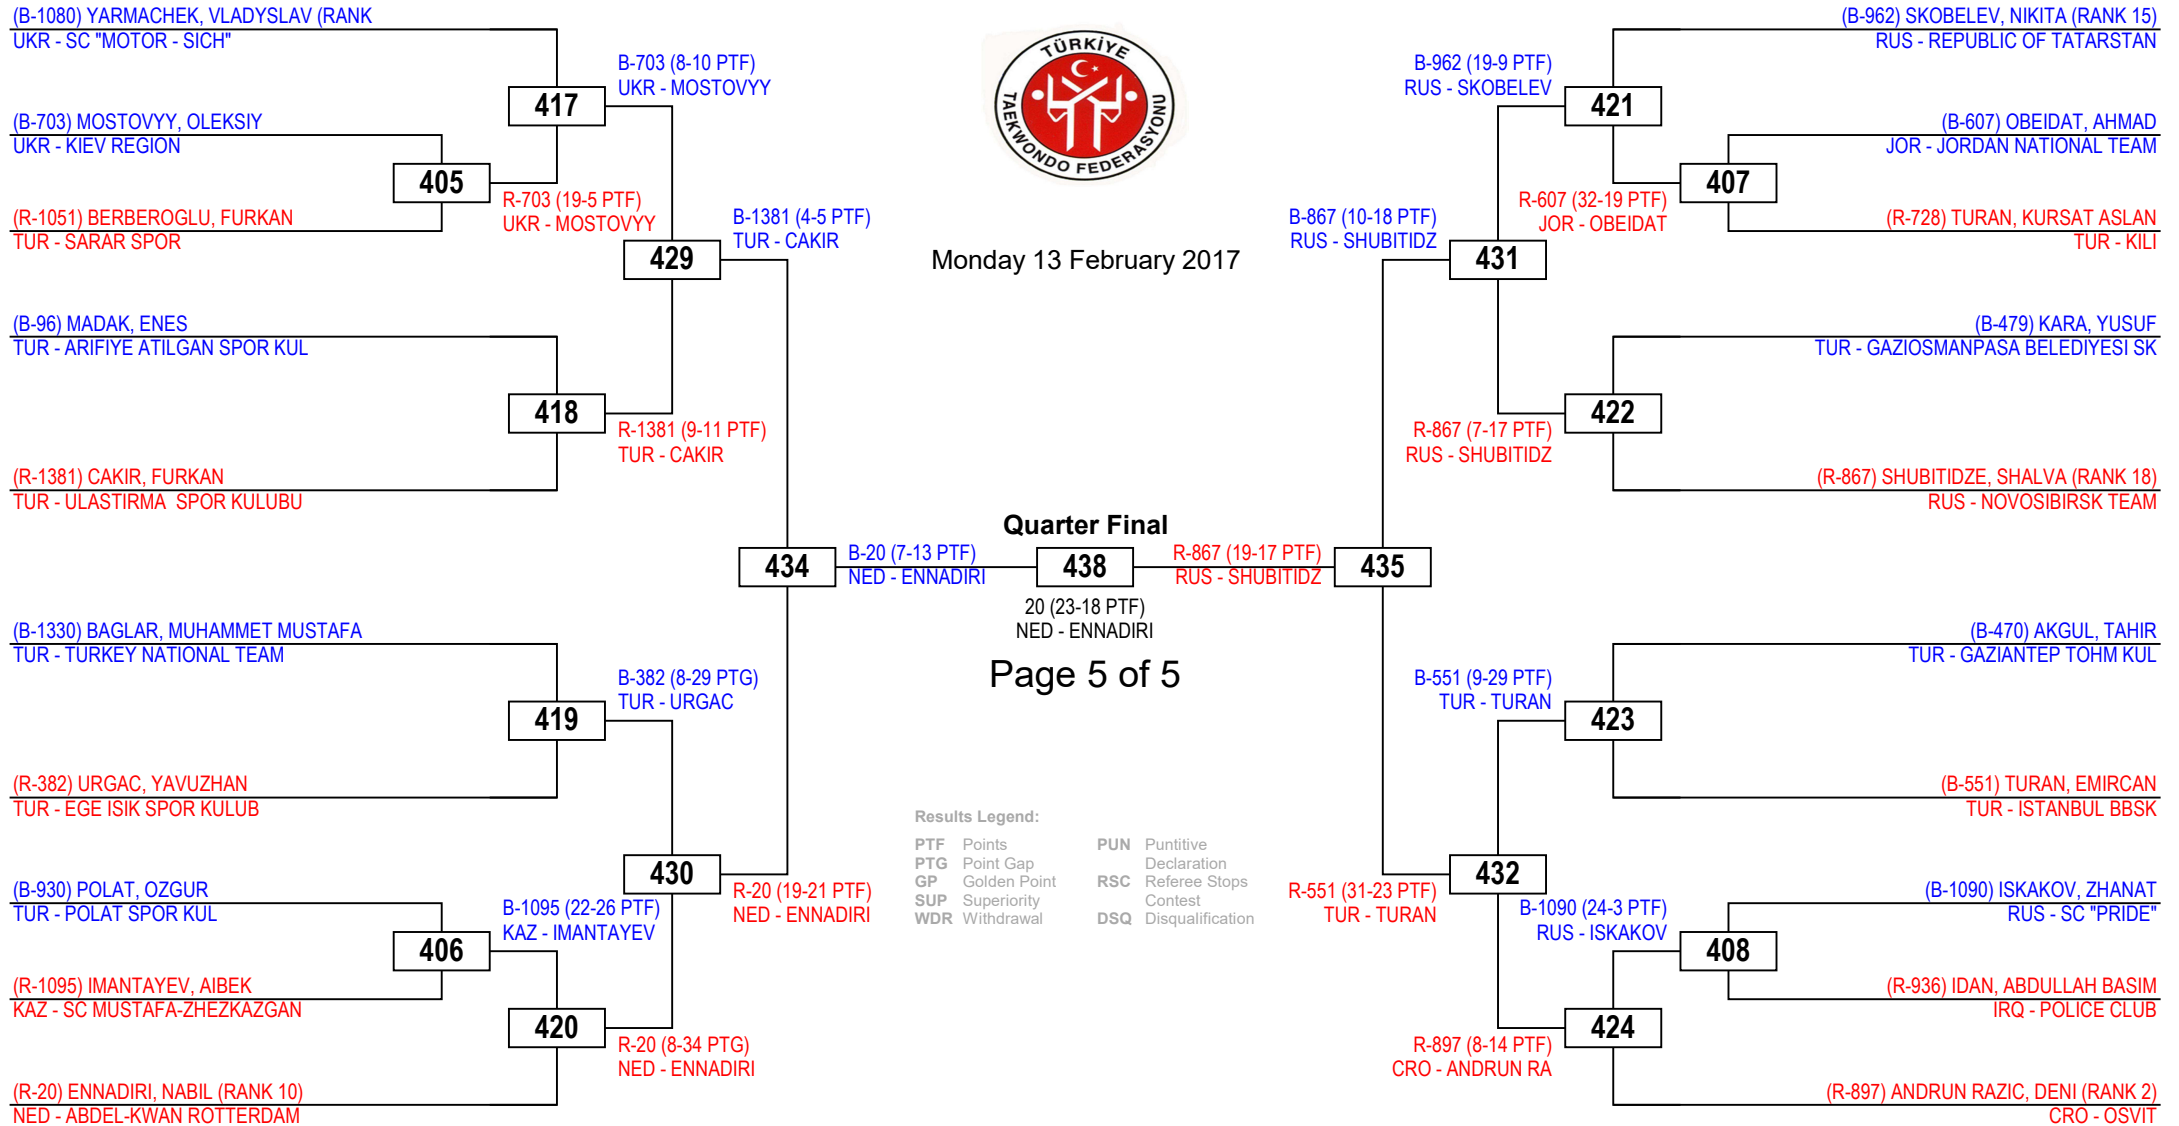 (B-1080) YARMACHEK, VLADYSLAV (RANK
UKR - SC "MOTOR - SICH"
(B-703) MOSTOVYY, OLEKSIY
UKR - KIEV REGION
(R-1051) BERBEROGLU, FURKAN
TUR - SARAR SPOR
(B-96) MADAK, ENES
TUR - ARIFIYE ATILGAN SPOR KUL
(R-1381) CAKIR, FURKAN
TUR - ULASTIRMA  SPOR KULUBU
(B-1330) BAGLAR, MUHAMMET MUSTAFA
TUR - TURKEY NATIONAL TEAM
(R-382) URGAC, YAVUZHAN
TUR - EGE ISIK SPOR KULUB
(B-930) POLAT, OZGUR
TUR - POLAT SPOR KUL
(R-1095) IMANTAYEV, AIBEK
KAZ - SC MUSTAFA-ZHEZKAZGAN
(R-20) ENNADIRI, NABIL (RANK 10)
NED - ABDEL-KWAN ROTTERDAM
405
406
R-703 (19-5 PTF)
UKR - MOSTOVYY
B-1095 (22-26 PTF)
KAZ - IMANTAYEV
417
418
419
420
B-703 (8-10 PTF)
UKR - MOSTOVYY
R-1381 (9-11 PTF)
TUR - CAKIR
B-382 (8-29 PTG)
TUR - URGAC
R-20 (8-34 PTG)
NED - ENNADIRI
429
430
B-1381 (4-5 PTF)
TUR - CAKIR
R-20 (19-21 PTF)
NED - ENNADIRI
434
B-20 (7-13 PTF)
NED - ENNADIRI
TÜRKİYE
TAEKWONDO FEDERASYONU
Monday 13 February 2017
Quarter Final
438
20 (23-18 PTF)
NED - ENNADIRI
Page 5 of 5
Results Legend:
PTF Points
PTG Point Gap
GP Golden Point
SUP Superiority
WDR Withdrawal
PUN Puntitive
Declaration
RSC Referee Stops
Contest
DSQ Disqualification
R-867 (19-17 PTF)
RUS - SHUBITIDZ
435
B-867 (10-18 PTF)
RUS - SHUBITIDZ
R-551 (31-23 PTF)
TUR - TURAN
431
432
B-962 (19-9 PTF)
RUS - SKOBELEV
R-867 (7-17 PTF)
RUS - SHUBITIDZ
B-551 (9-29 PTF)
TUR - TURAN
R-897 (8-14 PTF)
CRO - ANDRUN RA
421
422
423
424
R-607 (32-19 PTF)
JOR - OBEIDAT
B-1090 (24-3 PTF)
RUS - ISKAKOV
407
408
(B-962) SKOBELEV, NIKITA (RANK 15)
RUS - REPUBLIC OF TATARSTAN
(B-607) OBEIDAT, AHMAD
JOR - JORDAN NATIONAL TEAM
(R-728) TURAN, KURSAT ASLAN
TUR - KILI
(B-479) KARA, YUSUF
TUR - GAZIOSMANPASA BELEDIYESI SK
(R-867) SHUBITIDZE, SHALVA (RANK 18)
RUS - NOVOSIBIRSK TEAM
(B-470) AKGUL, TAHIR
TUR - GAZIANTEP TOHM KUL
(B-551) TURAN, EMIRCAN
TUR - ISTANBUL BBSK
(B-1090) ISKAKOV, ZHANAT
RUS - SC "PRIDE"
(R-936) IDAN, ABDULLAH BASIM
IRQ - POLICE CLUB
(R-897) ANDRUN RAZIC, DENI (RANK 2)
CRO - OSVIT